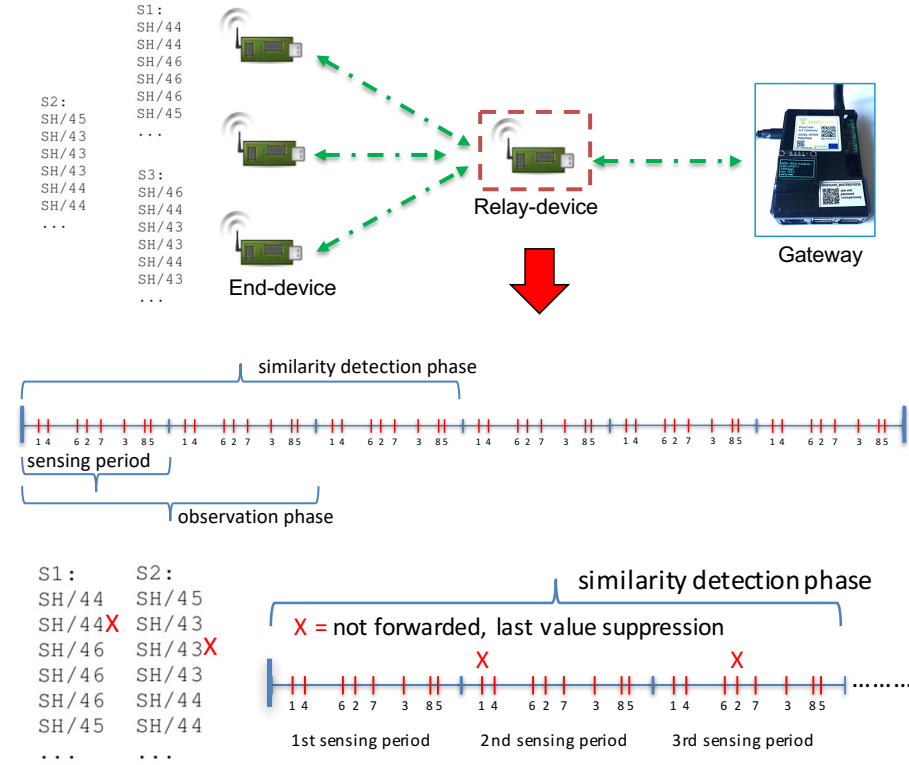 S1:
SH/44
SH/44
SH/46
SH/46
SH/46
SH/45
...
S2:
SH/45
SH/43
SH/43
SH/43
SH/44
SH/44
...
S3:
SH/46
SH/44
SH/43
SH/43
SH/44
SH/43
...
End-device
Relay-device
Gateway
similarity detection phase
1 4 6 2 7 3 8 5 1 4 6 2 7 3 8 5 1 4 6 2 7 3 8 5 1 4 6 2 7 3 8 5 1 4 6 2 7 3 8 5 1 4 6 2 7 3 8 5
sensing period
observation phase
S1:
SH/44
SH/44X
SH/46
SH/46
SH/46
SH/45
...
S2:
SH/45
SH/43
SH/43X
SH/43
SH/44
SH/44
...
similarity detection phase
X = not forwarded, last value suppression
X X
1 4 6 2 7 3 8 5 1 4 6 2 7 3 8 5 1 4 6 2 7 3 8 5
1st sensing period 2nd sensing period 3rd sensing period